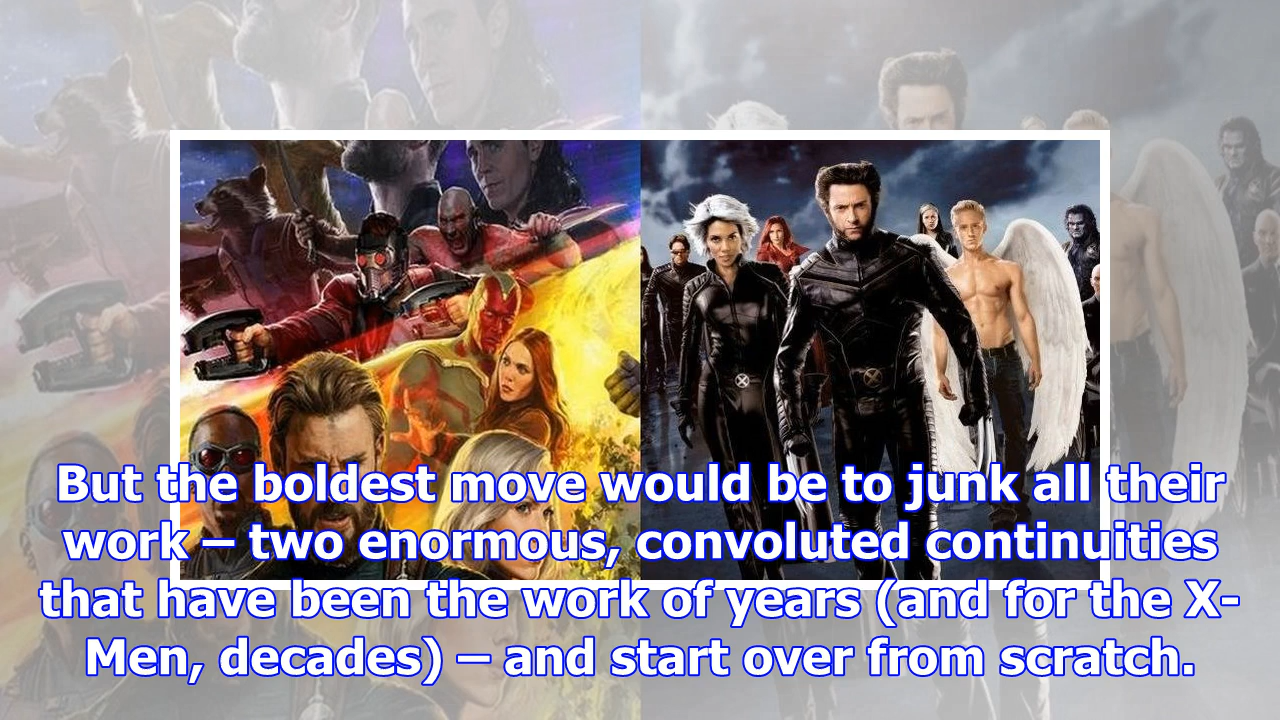 But the boldest move would be to junk all their
work – two enormous, convoluted continuities
that have been the work of years (and for the X-
Men, decades) – and start over from scratch.